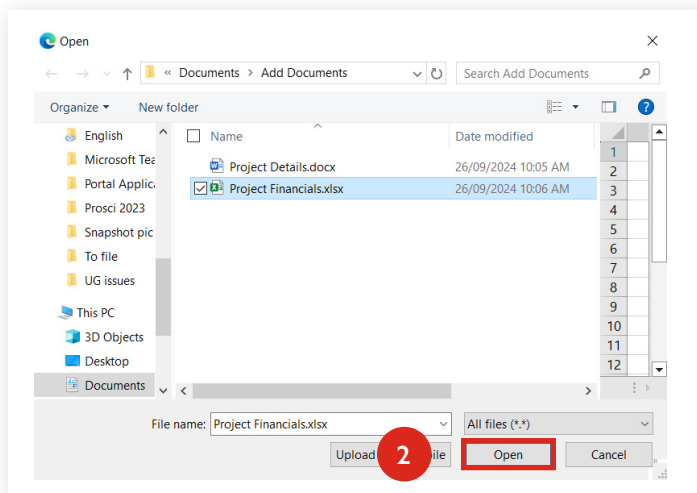 Open
« Documents > Add Documents
Search Add Documents
Organize New folder
Name Date modified
English
Microsoft Tea
Portal Applica
Prosci 2023
Snapshot pic
To file
UG issues
This PC
3D Objects
Desktop
Documents
Project Details.docx 26/09/2024 10:05 AM
Project Financials.xlsx 26/09/2024 10:06 AM
1
2
3
4
5
6
7
8
9
10
11
12
File name: Project Financials.xlsx All files (*.*)
Upload 2 ile Open Cancel